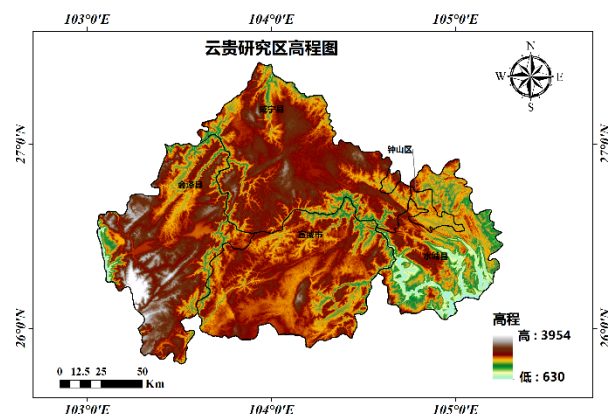 103°0′E 104°0′E 105°0′E
云贵研究区高程图
N
W E
S
27°0′N 27°0′N
威宁县
钟山区
会泽县
宣威市
水城县
26°0′N 26°0′N
高程
高 : 3954
低 : 630
0 12.5 25 50
Km
103°0′E 104°0′E 105°0′E